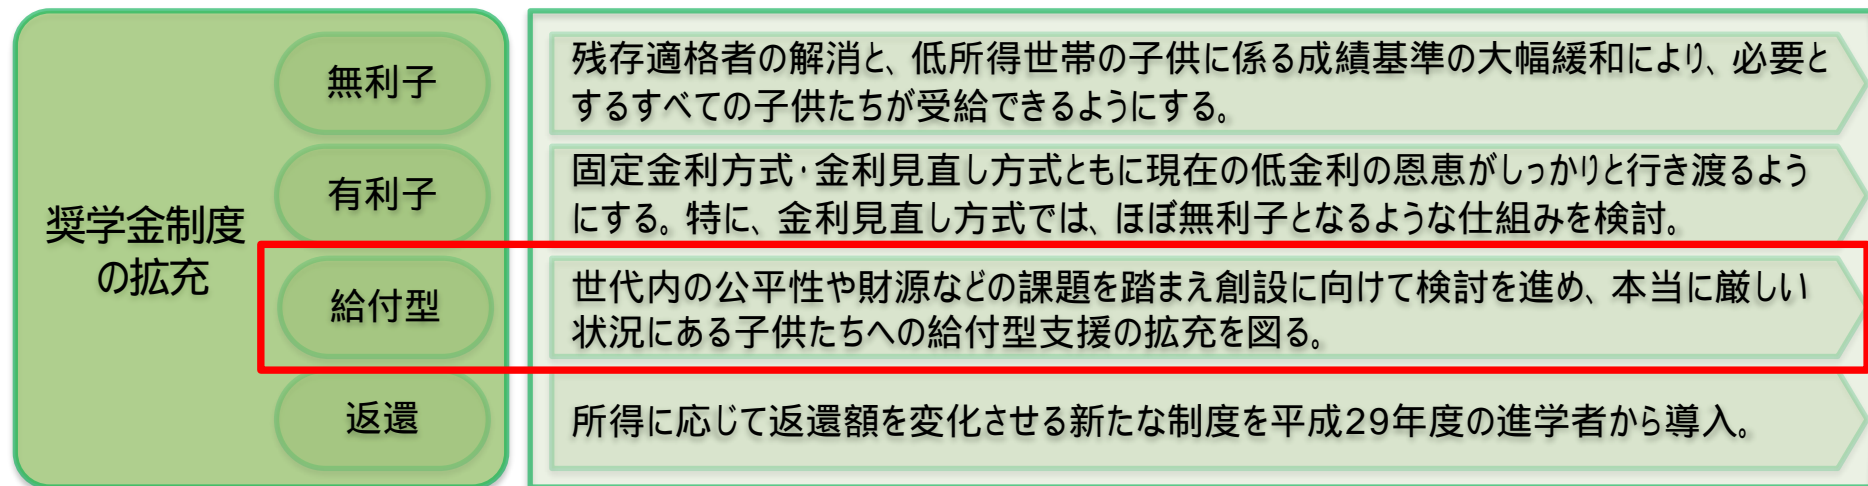 奨学金制度
の拡充
無利子
残存適格者の解消と、低所得世帯の子供に係る成績基準の大幅緩和により、必要と
するすべての子供たちが受給できるようにする。
有利子
固定金利方式・金利見直し方式ともに現在の低金利の恩恵がしっかりと行き渡るよう
にする。特に、金利見直し方式では、ほぼ無利子となるような仕組みを検討。
給付型
世代内の公平性や財源などの課題を踏まえ創設に向けて検討を進め、本当に厳しい
状況にある子供たちへの給付型支援の拡充を図る。
返還
所得に応じて返還額を変化させる新たな制度を平成29年度の進学者から導入。